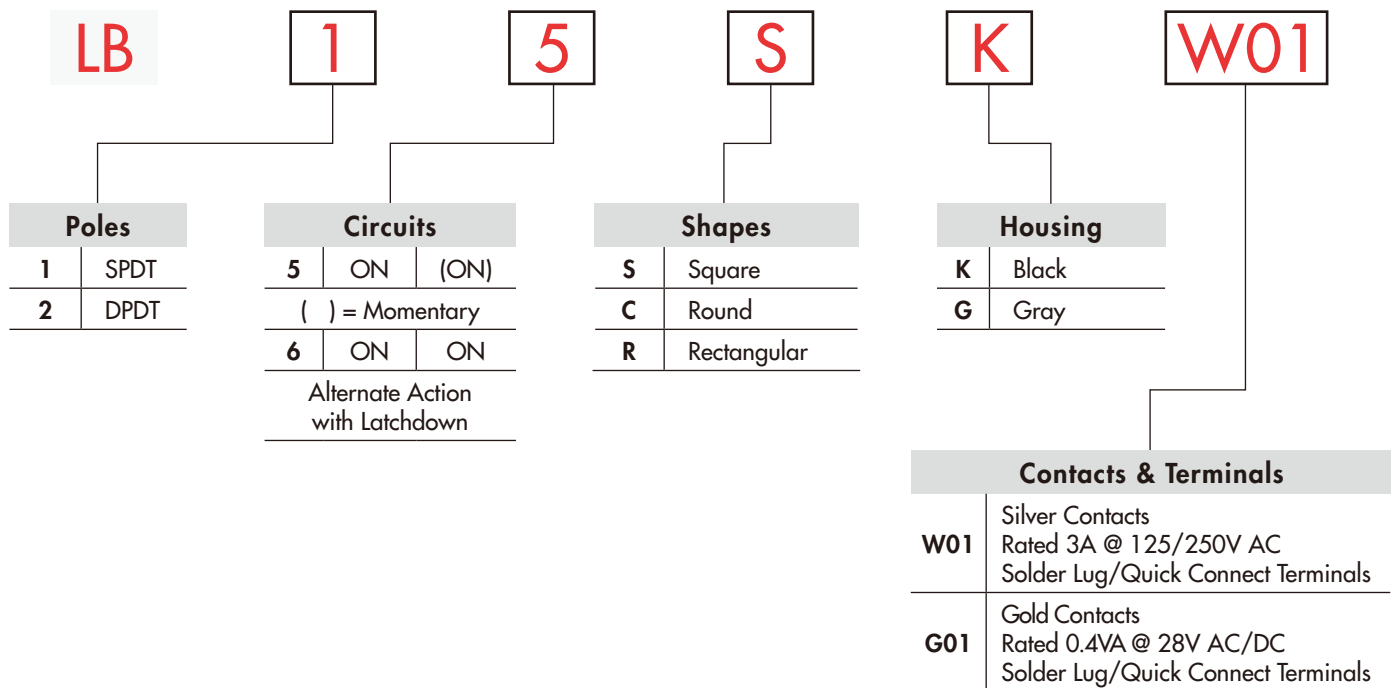 LB 1 5 S K W01
Poles
1 SPDT
2 DPDT
Circuits
5 ON (ON)
( ) = Momentary
6 ON ON
Alternate Action
with Latchdown
Shapes
S Square
C Round
R Rectangular
Housing
K Black
G Gray
Contacts & Terminals
W01
Silver Contacts
Rated 3A @ 125/250V AC
Solder Lug/Quick Connect Terminals
G01
Gold Contacts
Rated 0.4VA @ 28V AC/DC
Solder Lug/Quick Connect Terminals